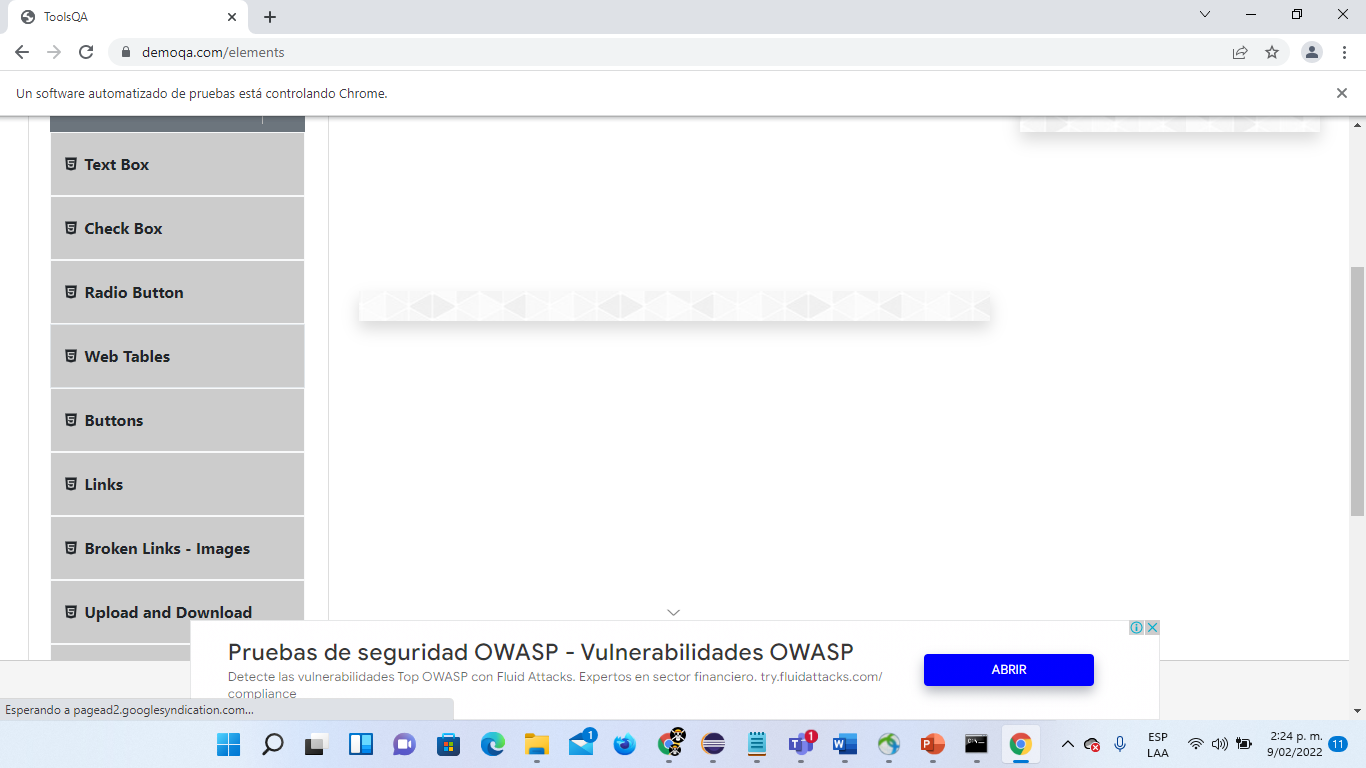 ToolsQA
demoqa.com/elements
Un software automatizado de pruebas está controlando Chrome.
Text Box
Check Box
Radio Button
Web Tables
Buttons
Links
Broken Links - Images
Upload and Download
Pruebas de seguridad OWASP - Vulnerabilidades OWASP
Detecte las vulnerabilidades Top OWASP con Fluid Attacks. Expertos en sector financiero. try.fluidattacks.com/
compliance
ABRIR
Esperando a pagead2.googlesyndication.com...
1
1
ESP
LAA
2:24 p. m.
9/02/2022
11